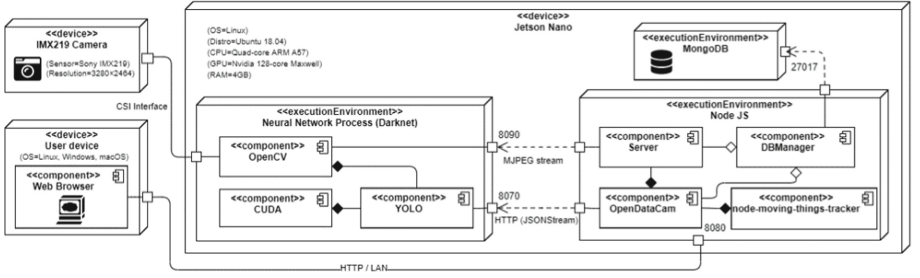 <<device>>
IMX219 Camera
(Sensor=Sony IMX219)
(Resolution=3280×2464)
CSI Interface
<<device>>
User device
(OS=Linux, Windows, macOS)
<<component>>
Web Browser
<<device>>
Jetson Nano
(OS=Linux)
(Distro=Ubuntu 18.04)
(CPU=Quad-core ARM A57)
(GPU=Nvidia 128-core Maxwell)
(RAM=4GB)
<<executionEnvironment>>
MongoDB
27017
<<executionEnvironment>>
Neural Network Process (Darknet)
<<component>>
OpenCV
<<component>>
CUDA
<<component>>
YOLO
8090
MJPEG stream
8070
HTTP (JSONStream)
<<executionEnvironment>>
Node JS
<<component>>
Server
<<component>>
DBManager
<<component>>
OpenDataCam
<<component>>
node-moving-things-tracker
8080
HTTP / LAN